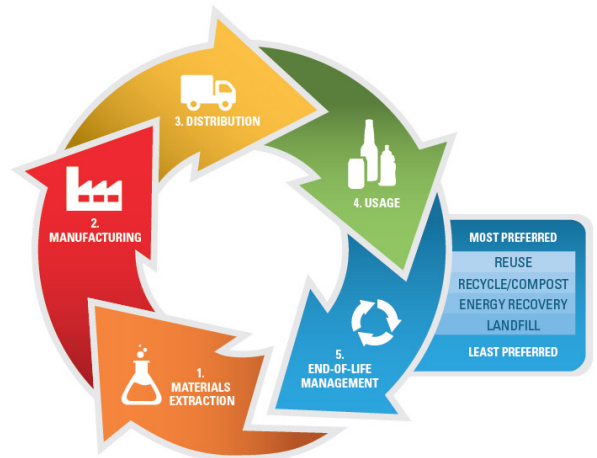 3. DISTRIBUTION
4. USAGE
2.
MANUFACTURING
MOST PREFERRED
REUSE
RECYCLE/COMPOST
ENERGY RECOVERY
LANDFILL
LEAST PREFERRED
5.
END-OF-LIFE
MANAGEMENT
1.
MATERIALS
EXTRACTION